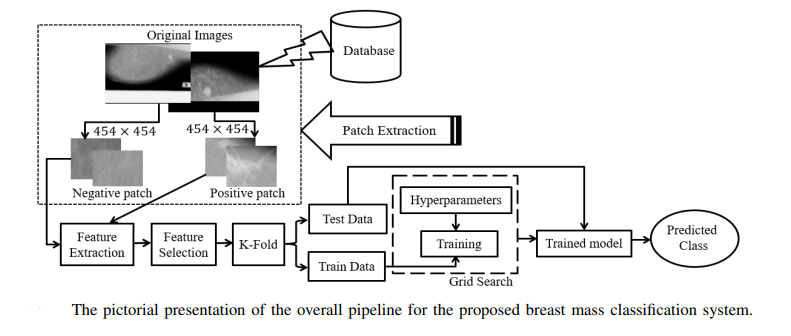 Original Images
Database
454 × 454
454 × 454
Patch Extraction
Negative patch
Positive patch
Hyperparameters
Test Data
Feature
Extraction
Feature
Selection
K-Fold
Training
Trained model
Predicted
Class
Train Data
Grid Search
The pictorial presentation of the overall pipeline for the proposed breast mass classification system.